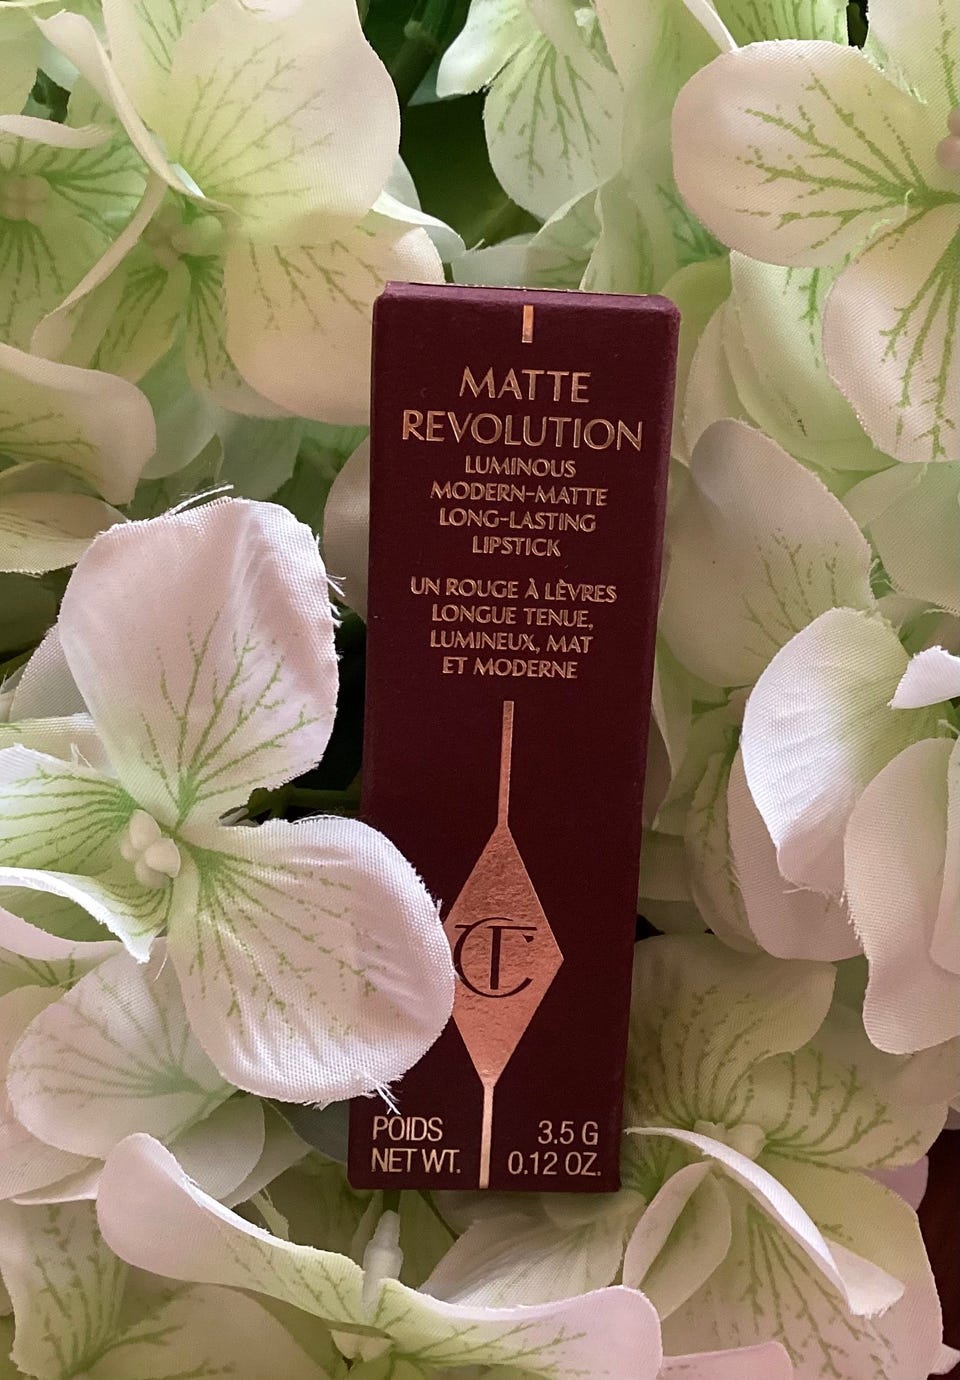 MATTE
REVOLUTION
LUMINOUS
MODERN-MATTE
LONG-LASTING
LIPSTICK
UN ROUGE À LÈVRES
LONGUE TENUE,
LUMINEUX, MAT
ET MODERNE
CT
POIDS 3.5 G
NET WT. 0.12 OZ.